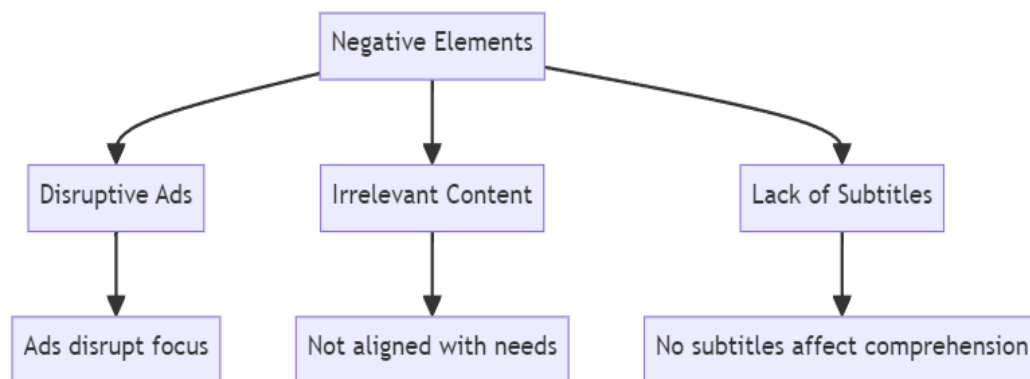 Negative Elements
Disruptive Ads
Irrelevant Content
Lack of Subtitles
Ads disrupt focus
Not aligned with needs
No subtitles affect comprehension